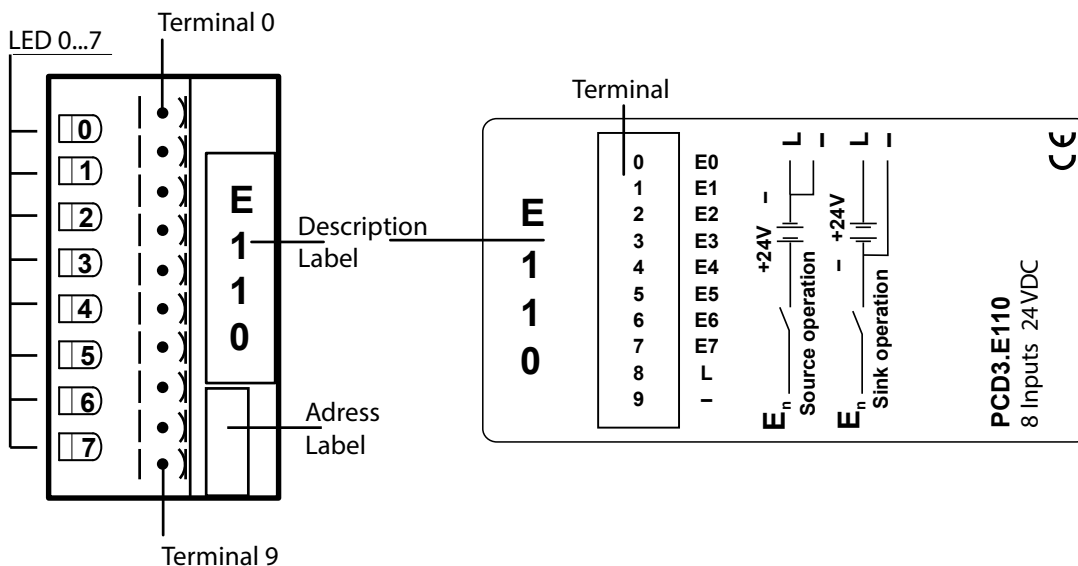 Terminal 0
LED 0...7
0
1
2
3
4
5
6
7
E
1
1
0
Description
Label
Adress
Label
Terminal 9
Terminal
E
1
1
0
0 E0
1 E1
2 E2
3 E3
4 E4
5 E5
6 E6
7 E7
8 L
9 –
L
–
+24V –
En
Source operation
L
–
– +24V
En
Sink operation
PCD3.E110
8 Inputs 24VDC
CE